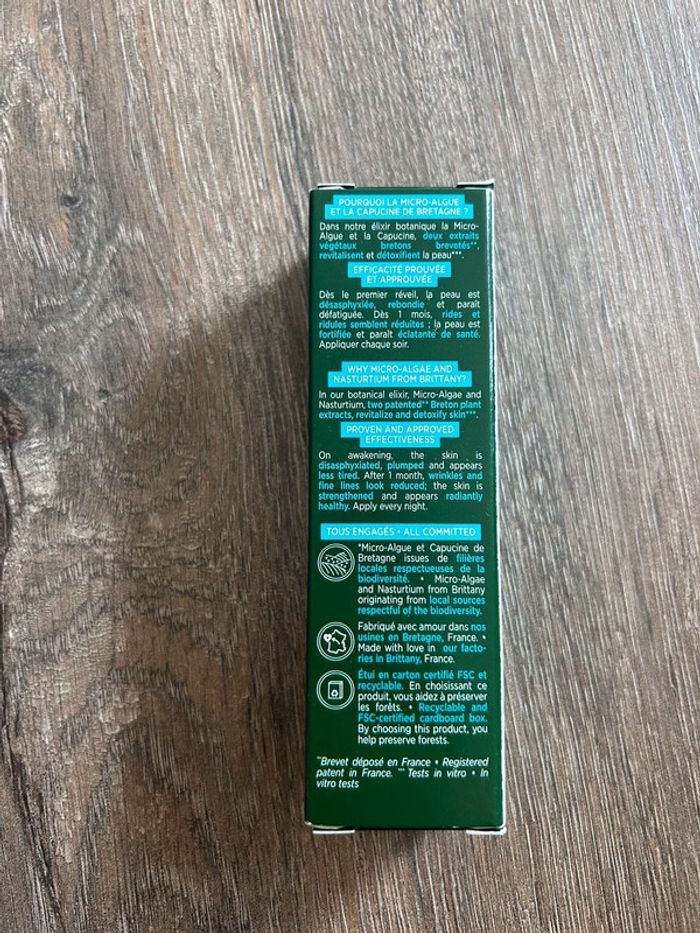 POURQUOI LA MICRO-ALGUE
ET LA CAPUCINE DE BRETAGNE ?
Dans notre élixir botanique la Micro-
Algue et la Capucine, deux extraits
végétaux bretons brevetés**,
revitalisent et détoxifient la peau***.
EFFICACITÉ PROUVÉE
ET APPROUVÉE
Dès le premier réveil, la peau est
désasphyxiée, rebondie et paraît
défatiguée. Dès 1 mois, rides et
ridules semblent réduites ; la peau est
fortifiée et paraît éclatante de santé.
Appliquer chaque soir.
WHY MICRO-ALGAE AND
NASTURTIUM FROM BRITTANY?
In our botanical elixir, Micro-Algae and
Nasturtium, two patented** Breton plant
extracts, revitalize and detoxify skin***.
PROVEN AND APPROVED
EFFECTIVENESS
On awakening, the skin is
disasphyxiated, plumped and appears
less tired. After 1 month, wrinkles and
fine lines look reduced; the skin is
strengthened and appears radiantly
healthy. Apply every night.
TOUS ENGAGÉS • ALL COMMITTED
*Micro-Algue et Capucine de
Bretagne issues de filières
locales respectueuses de la
biodiversité. • Micro-Algae
and Nasturtium from Brittany
originating from local sources
respectful of the biodiversity.
Fabriqué avec amour dans nos
usines en Bretagne, France. •
Made with love in our facto-
ries in Brittany, France.
Étui en carton certifié FSC et
recyclable. En choisissant ce
produit, vous aidez à préserver
les forêts. • Recyclable and
FSC-certified cardboard box.
By choosing this product, you
help preserve forests.
**Brevet déposé en France • Registered
patent in France. *** Tests in vitro • In
vitro tests